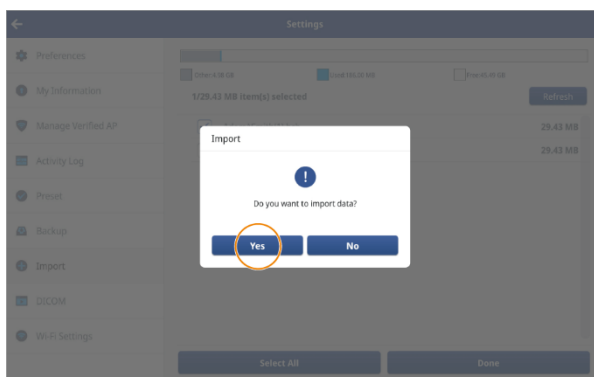 Settings
Preferences
My Information
Manage Verified AP
Activity Log
Preset
Backup
Import
DICOM
Wi-Fi Settings
1/29.43 MB item(s) selected
Refresh
29.43 MB
29.43 MB
Import
Do you want to import data?
Yes
No
Select All
Done